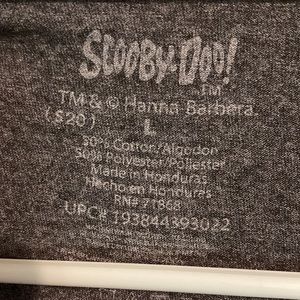 SCOOBY-DOO!
TM
TM & © Hanna Barbera.
(S20)
L
50% Cotton/Algodon
50% Polyester/Poliester
Made in Honduras
Hecho en Honduras
RN# 21868
UPC# 193844393022